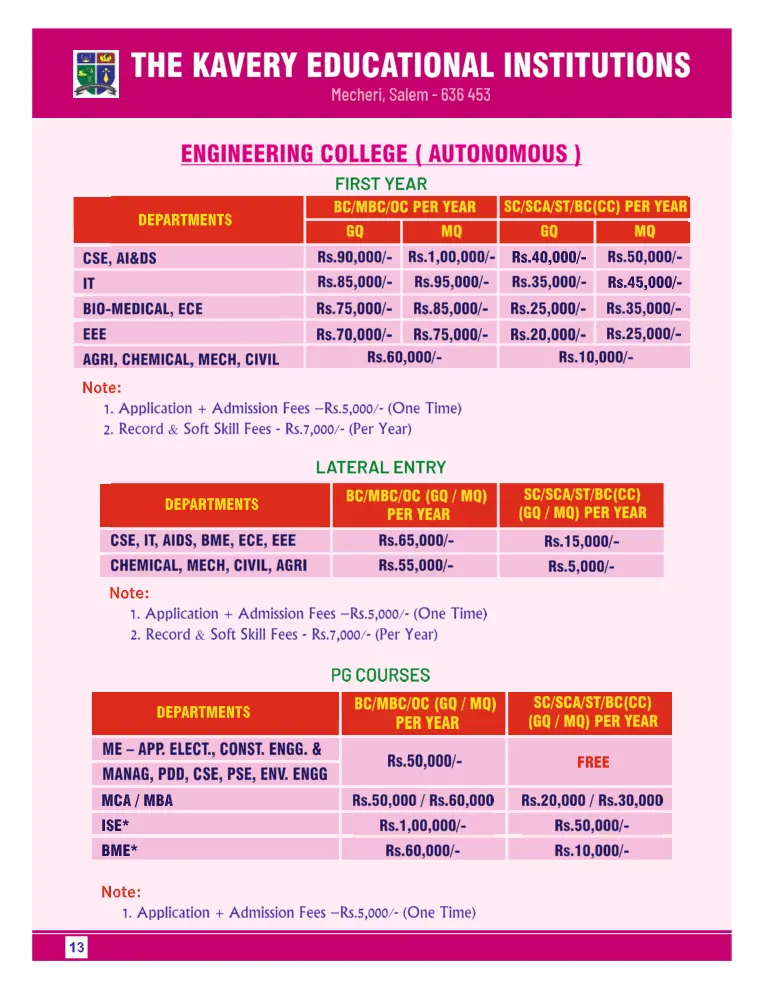 THE KAVERY EDUCATIONAL INSTITUTIONS
Mecheri, Salem - 636 453
ENGINEERING COLLEGE ( AUTONOMOUS )
FIRST YEAR
DEPARTMENTS BC/MBC/OC PER YEAR SC/SCA/ST/BC(CC) PER YEAR
GQ MQ GQ MQ
CSE, AI&DS Rs.90,000/- Rs.1,00,000/- Rs.40,000/- Rs.50,000/-
IT Rs.85,000/- Rs.95,000/- Rs.35,000/- Rs.45,000/-
BIO-MEDICAL, ECE Rs.75,000/- Rs.85,000/- Rs.25,000/- Rs.35,000/-
EEE Rs.70,000/- Rs.75,000/- Rs.20,000/- Rs.25,000/-
AGRI, CHEMICAL, MECH, CIVIL Rs.60,000/- Rs.10,000/-
Note:
1. Application + Admission Fees –Rs.5,000/- (One Time)
2. Record & Soft Skill Fees - Rs.7,000/- (Per Year)
LATERAL ENTRY
DEPARTMENTS BC/MBC/OC (GQ / MQ) PER YEAR SC/SCA/ST/BC(CC) (GQ / MQ) PER YEAR
CSE, IT, AIDS, BME, ECE, EEE Rs.65,000/- Rs.15,000/-
CHEMICAL, MECH, CIVIL, AGRI Rs.55,000/- Rs.5,000/-
Note:
1. Application + Admission Fees –Rs.5,000/- (One Time)
2. Record & Soft Skill Fees - Rs.7,000/- (Per Year)
PG COURSES
DEPARTMENTS BC/MBC/OC (GQ / MQ) PER YEAR SC/SCA/ST/BC(CC) (GQ / MQ) PER YEAR
ME – APP. ELECT., CONST. ENGG. &
MANAG, PDD, CSE, PSE, ENV. ENGG Rs.50,000/- FREE
MCA / MBA Rs.50,000 / Rs.60,000 Rs.20,000 / Rs.30,000
ISE* Rs.1,00,000/- Rs.50,000/-
BME* Rs.60,000/- Rs.10,000/-
Note:
1. Application + Admission Fees –Rs.5,000/- (One Time)
13